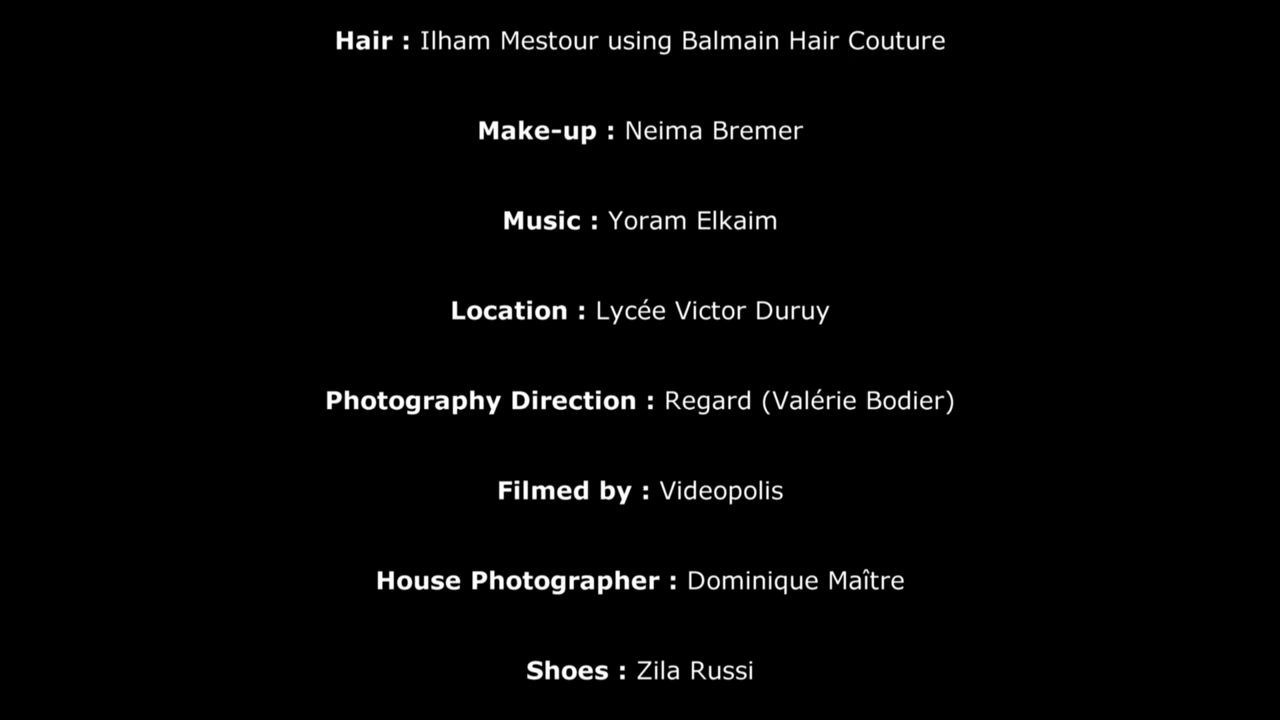 Hair : Ilham Mestour using Balmain Hair Couture
Make-up : Neima Bremer
Music : Yoram Elkaim
Location : Lycée Victor Duruy
Photography Direction : Regard (Valérie Bodier)
Filmed by : Videopolis
House Photographer : Dominique Maître
Shoes : Zila Russi